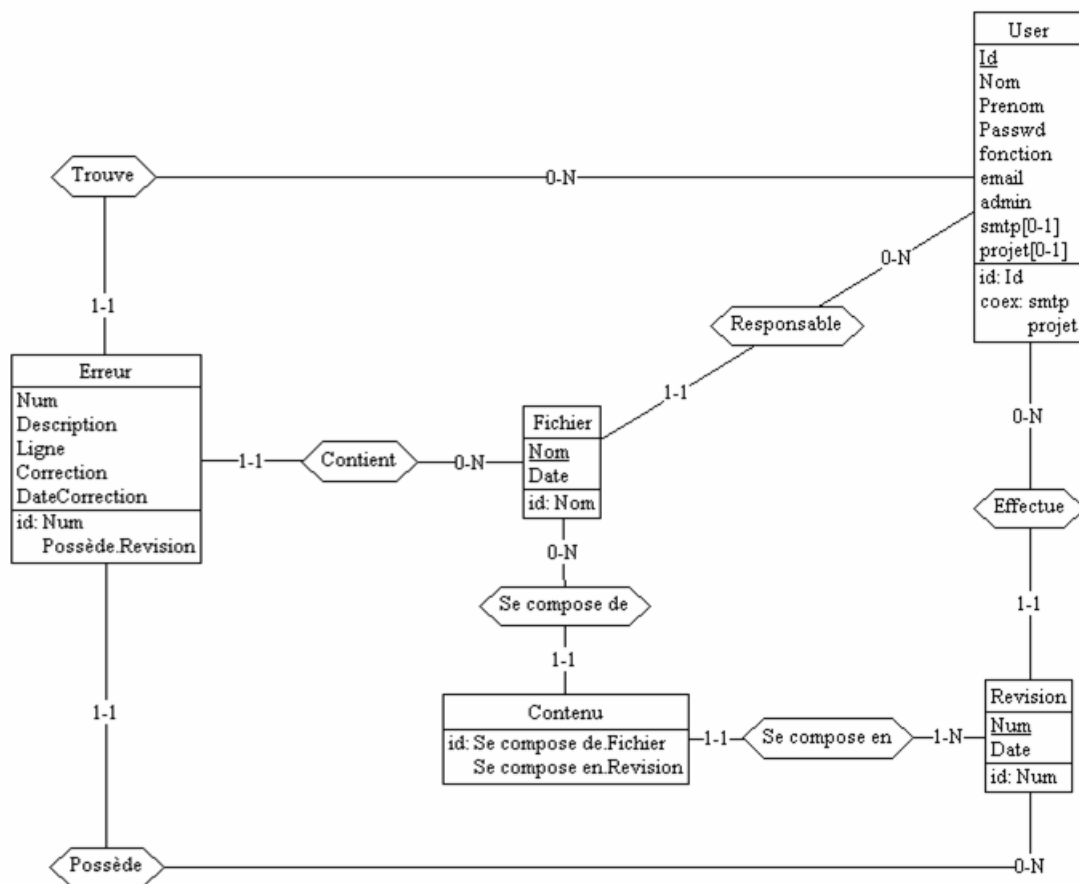 User
Id
Nom
Prenom
Passwd
fonction
email
admin
smtp[0-1]
projet[0-1]
id: Id
coex: smtp
projet
Trouve
0-N
0-N
1-1
Responsable
1-1
Erreur
Num
Description
Ligne
Correction
DateCorrection
id: Num
Possède.Revision
1-1
Contient
0-N
Fichier
Nom
Date
id: Nom
0-N
Effectue
0-N
Se compose de
1-1
1-1
Contenu
id: Se compose de.Fichier
Se compose en.Revision
1-1
Se compose en
1-N
Revision
Num
Date
id: Num
1-1
Possède
0-N